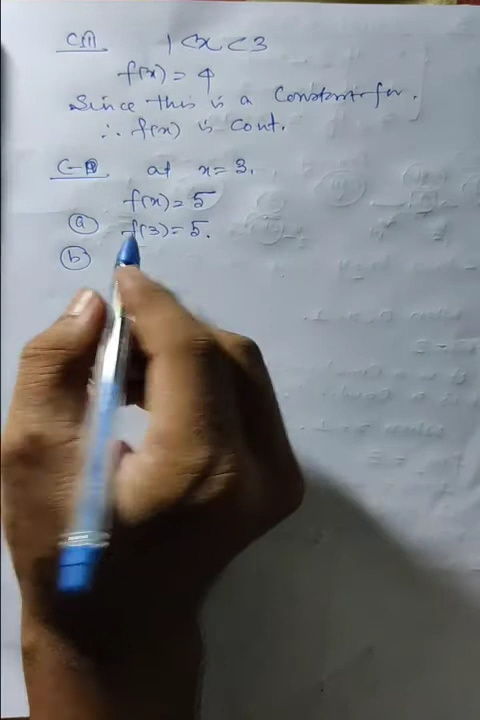 1 < x < 3
f(x) = 4
Since this is a Constant fn.
∴ f(x) is Cont.
at x = 3.
f(x) = 5
(a) f(3) = 5.
(b)